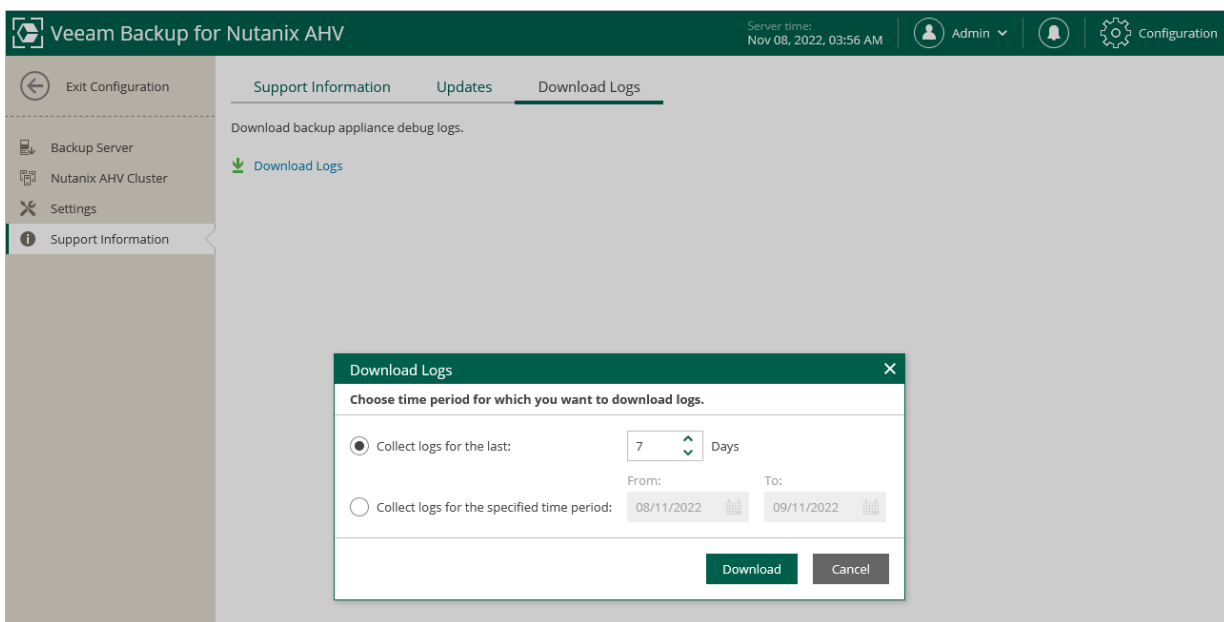 Veeam Backup for Nutanix AHV
Server time:
Nov 08, 2022, 03:56 AM
Admin
Configuration
Exit Configuration
Backup Server
Nutanix AHV Cluster
Settings
Support Information
Support Information Updates Download Logs
Download backup appliance debug logs.
Download Logs
Download Logs
Choose time period for which you want to download logs.
Collect logs for the last: 7 Days
From: To:
Collect logs for the specified time period: 08/11/2022 09/11/2022
Download Cancel